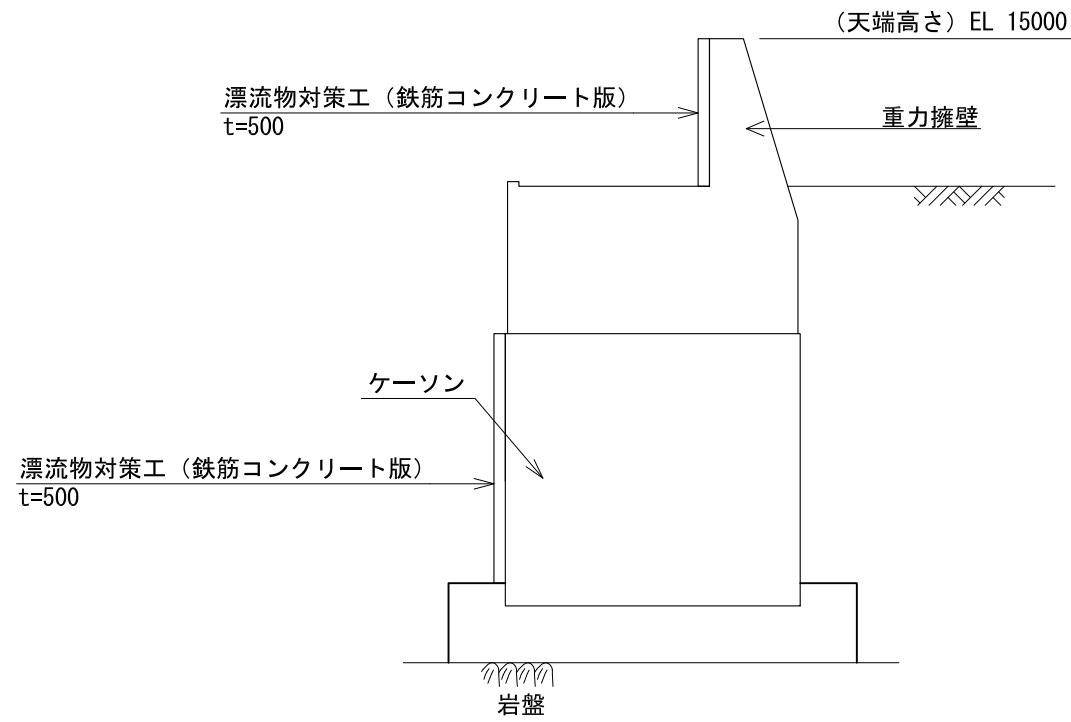 (天端高さ) EL 15000
漂流物対策工(鉄筋コンクリート版)
t=500
重力擁壁
ケーソン
漂流物対策工(鉄筋コンクリート版)
t=500
岩盤